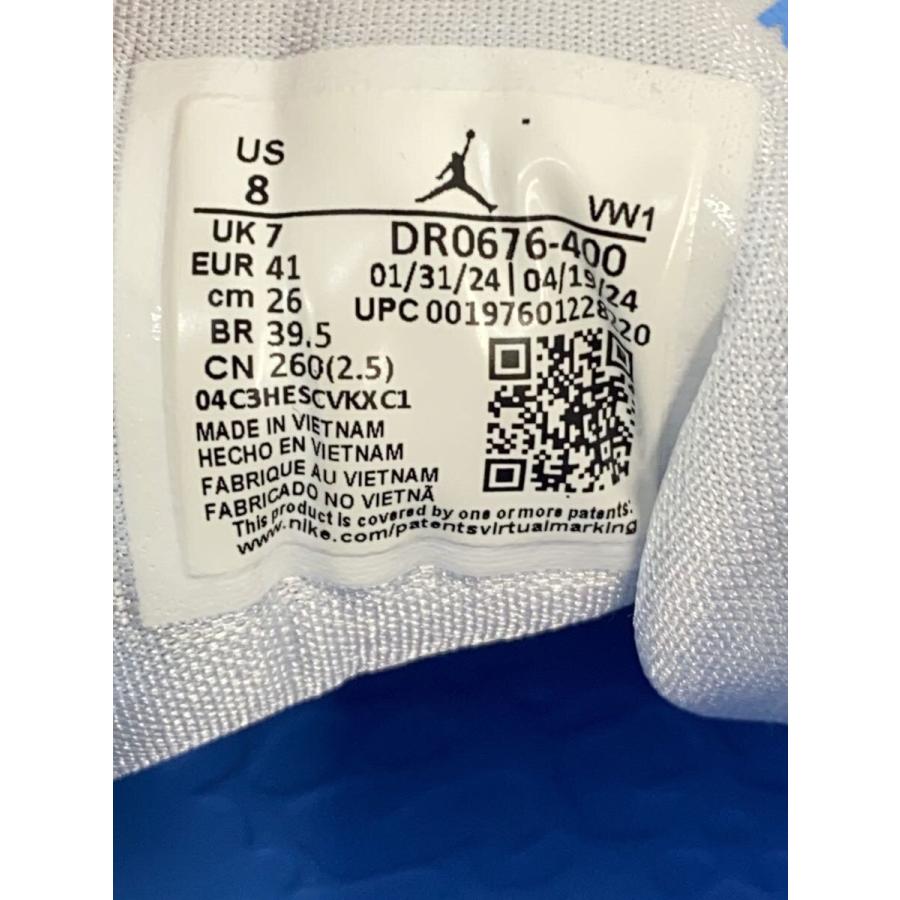 US
8
VW1
UK 7
DR0676-400
EUR 41
01/31/24 | 04/19/24
cm 26
UPC 00197601228220
BR 39.5
CN 260(2.5)
04C3HESCVKXC1
MADE IN VIETNAM
HECHO EN VIETNAM
FABRIQUE AU VIETNAM
FABRICADO NO VIETNÃ
This product is covered by one or more patents.
www.nike.com/patentsvirtualmarking